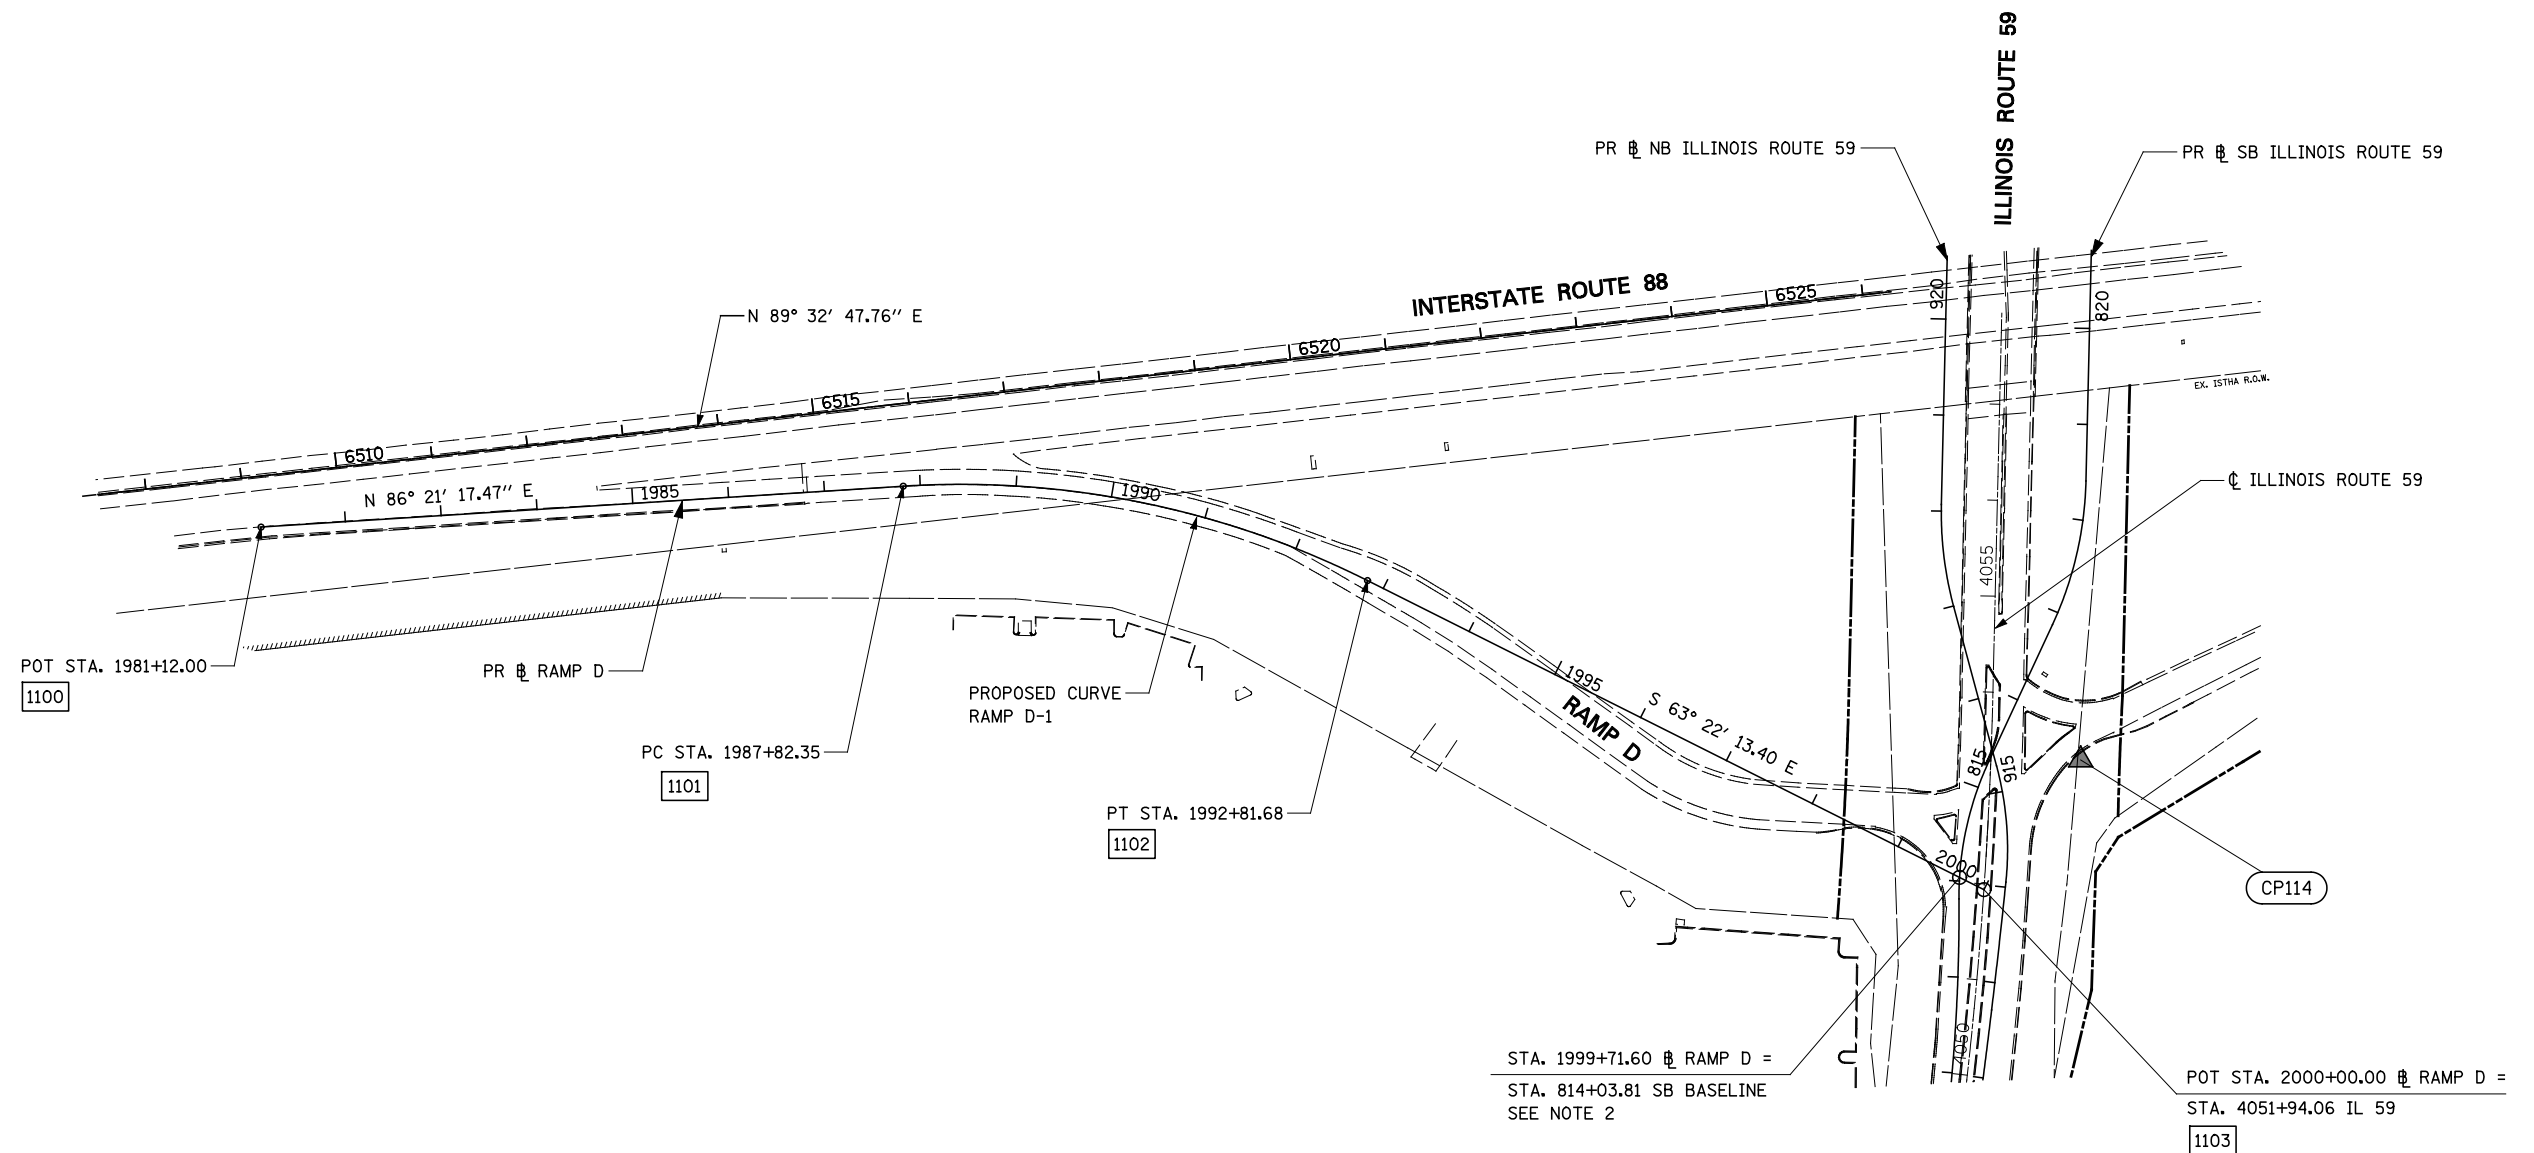 ILLINOIS ROUTE 59
PR ⅊ NB ILLINOIS ROUTE 59
PR ⅊ SB ILLINOIS ROUTE 59
920
820
INTERSTATE ROUTE 88
6525
N 89° 32' 47.76" E
6520
EX. ISTHA R.O.W.
6515
6510
N 86° 21' 17.47" E
1985
1990
℄ ILLINOIS ROUTE 59
4055
POT STA. 1981+12.00
1100
PR ⅊ RAMP D
PROPOSED CURVE
RAMP D-1
1995
S 63° 22' 13.40 E
RAMP D
PC STA. 1987+82.35
1101
815
915
PT STA. 1992+81.68
1102
2000
CP114
4050
STA. 1999+71.60 ⅊ RAMP D =
STA. 814+03.81 SB BASELINE
SEE NOTE 2
POT STA. 2000+00.00 ⅊ RAMP D =
STA. 4051+94.06 IL 59
1103